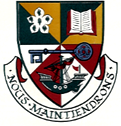 · NOUS · MAINTIENDRONS ·